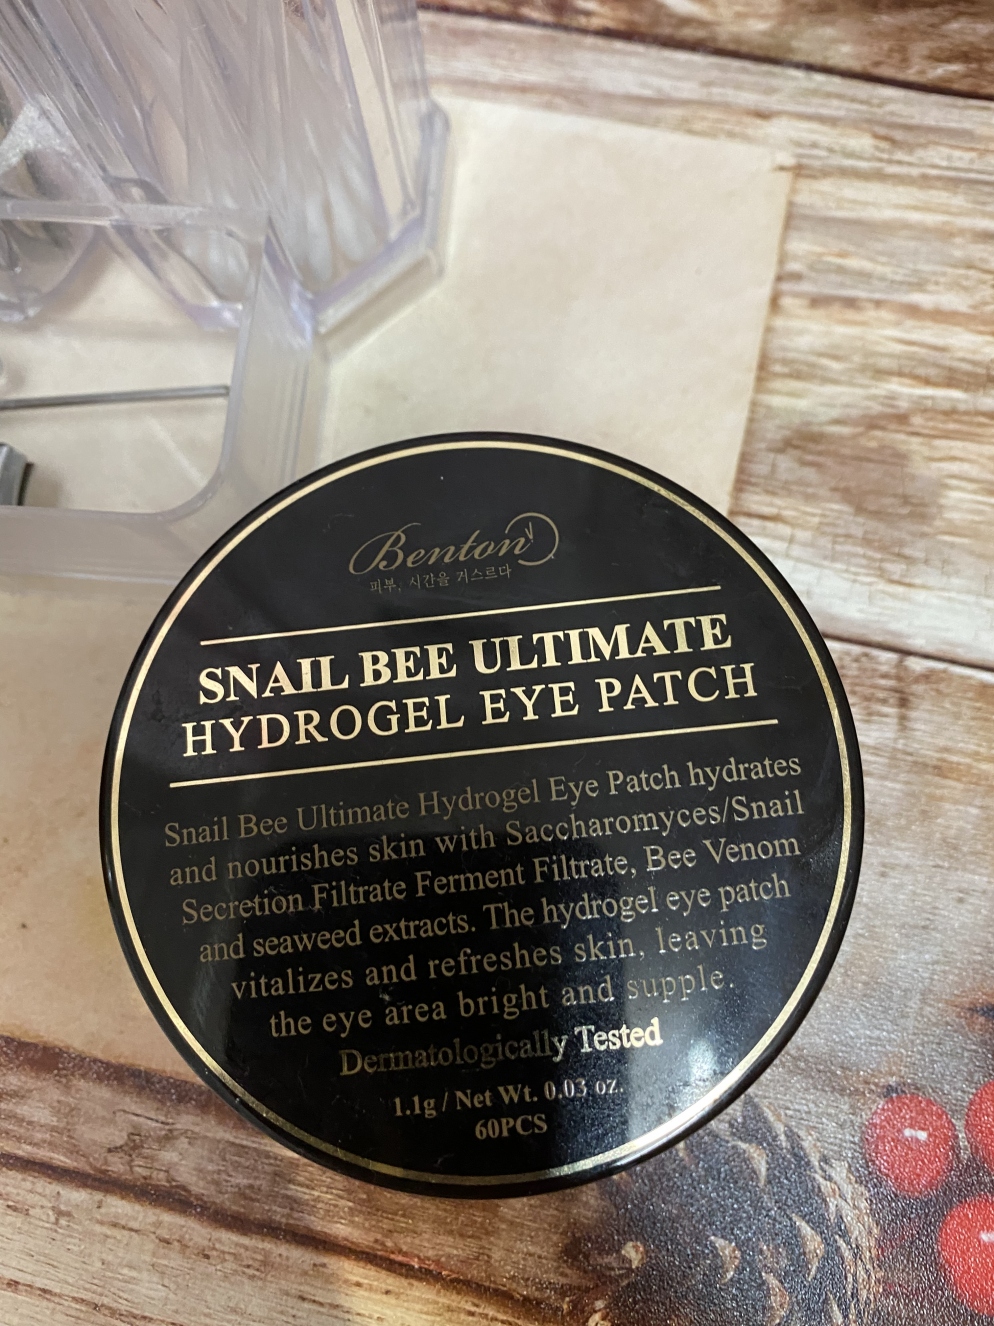 Benton
피부, 시간을 거스르다
SNAIL BEE ULTIMATE
HYDROGEL EYE PATCH
Snail Bee Ultimate Hydrogel Eye Patch hydrates
and nourishes skin with Saccharomyces/Snail
Secretion Filtrate Ferment Filtrate, Bee Venom
and seaweed extracts. The hydrogel eye patch
vitalizes and refreshes skin, leaving
the eye area bright and supple.
Dermatologically Tested
1.1g / Net Wt. 0.03 oz.
60PCS